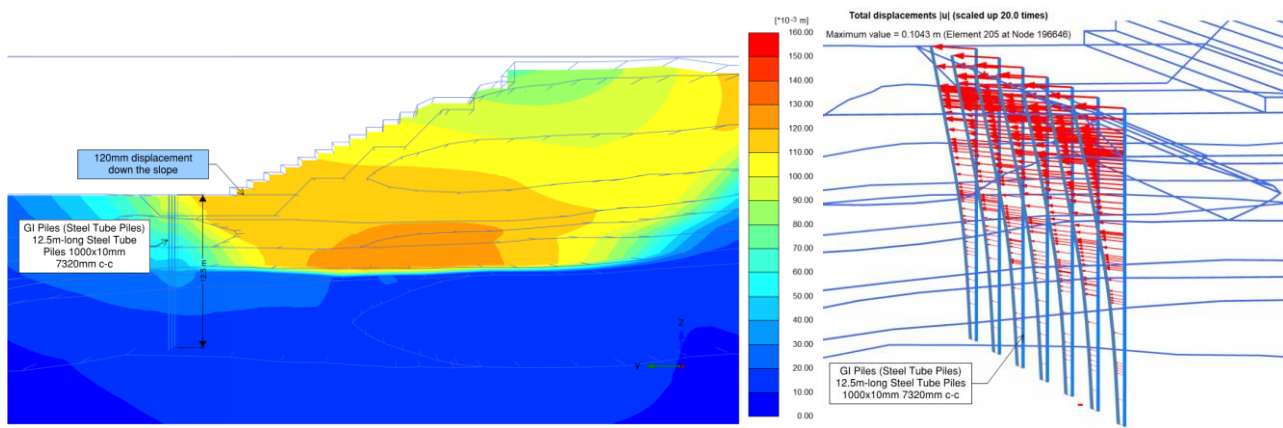 [*10⁻³ m]
160.00
150.00
140.00
130.00
120.00
110.00
100.00
90.00
80.00
70.00
60.00
50.00
40.00
30.00
20.00
10.00
0.00
120mm displacement
down the slope
GI Piles (Steel Tube Piles)
12.5m-long Steel Tube
Piles 1000x10mm
7320mm c-c
12.5 m
Z
Y
Total displacements |u| (scaled up 20.0 times)
Maximum value = 0.1043 m (Element 205 at Node 196646)
GI Piles (Steel Tube Piles)
12.5m-long Steel Tube Piles
1000x10mm 7320mm c-c